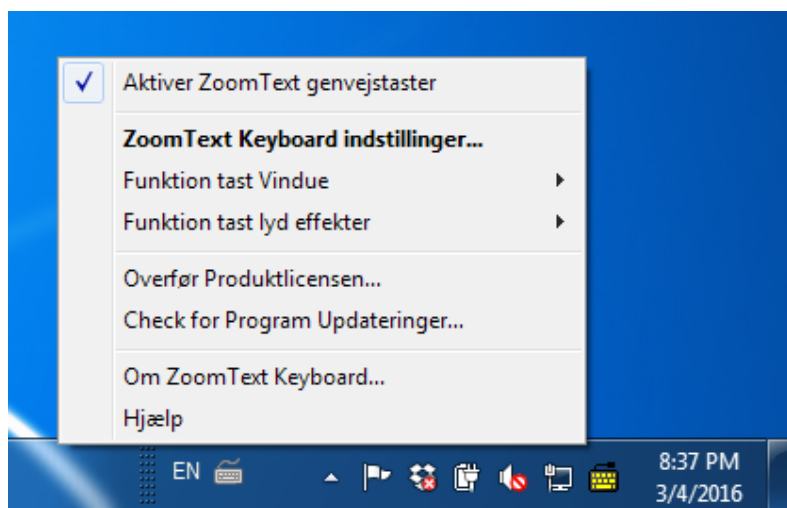 Aktiver ZoomText genvejstaster
ZoomText Keyboard indstillinger...
Funktion tast Vindue
Funktion tast lyd effekter
Overfør Produktlicensen...
Check for Program Updateringer...
Om ZoomText Keyboard...
Hjælp
EN
8:37 PM
3/4/2016